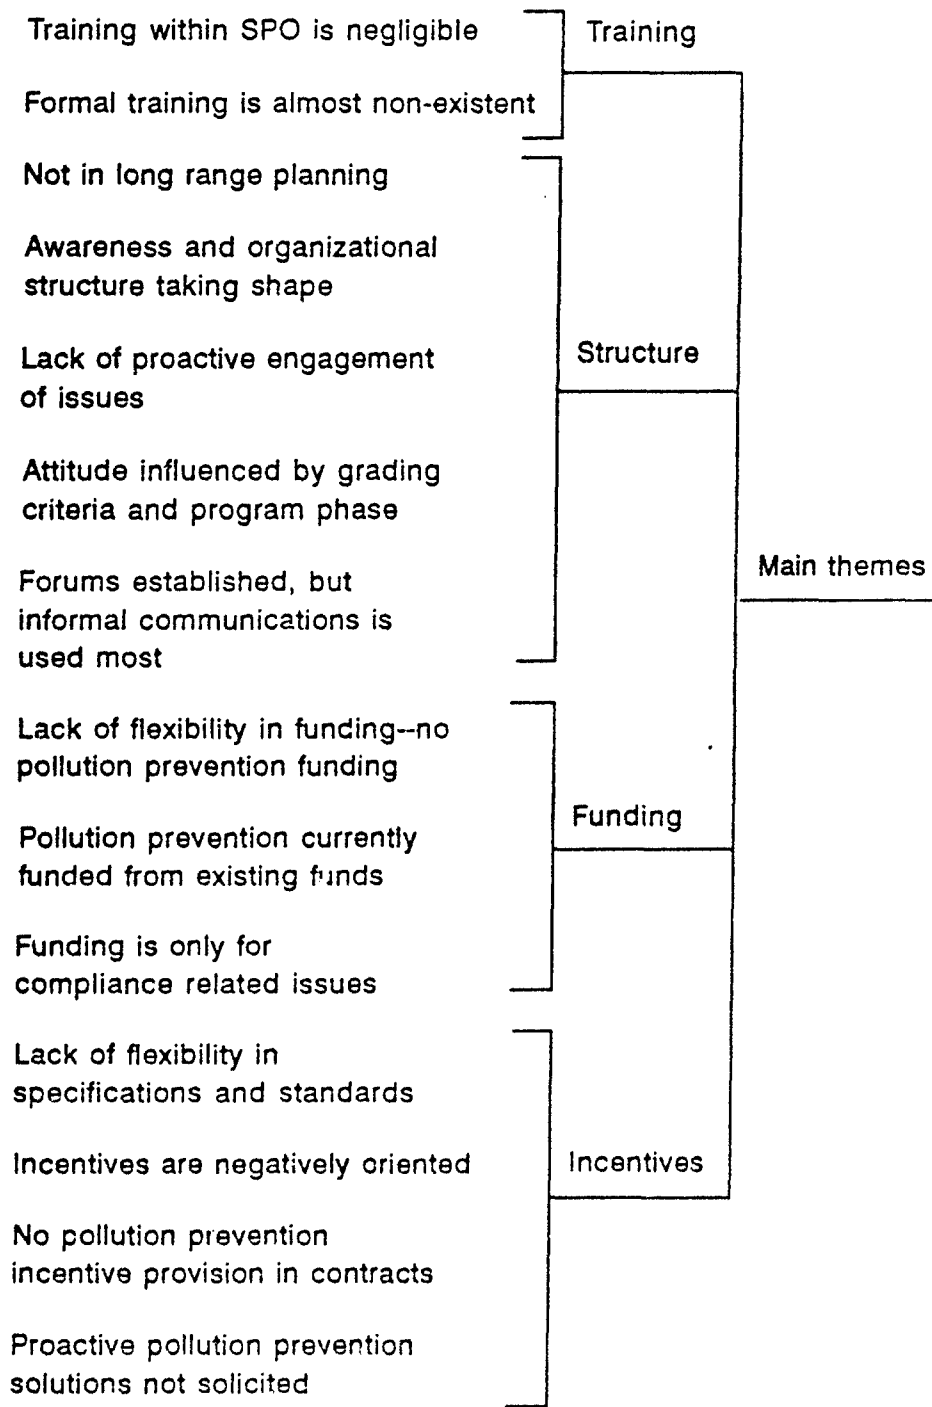 Training within SPO is negligible
Training
Formal training is almost non-existent
Not in long range planning
Awareness and organizational
structure taking shape
Structure
Lack of proactive engagement
of issues
Attitude influenced by grading
criteria and program phase
Main themes
Forums established, but
informal communications is
used most
Lack of flexibility in funding--no
pollution prevention funding
Funding
Pollution prevention currently
funded from existing funds
Funding is only for
compliance related issues
Lack of flexibility in
specifications and standards
Incentives are negatively oriented
Incentives
No pollution prevention
incentive provision in contracts
Proactive pollution prevention
solutions not solicited